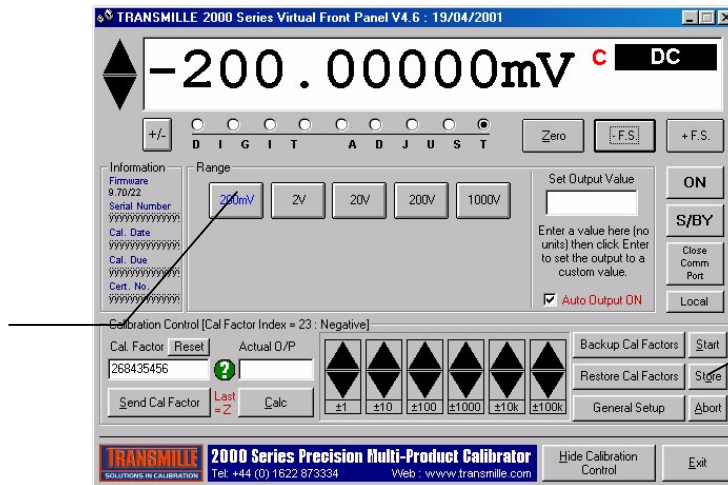 TRANSMILLE 2000 Series Virtual Front Panel V4.6 : 19/04/2001
-200.00000mV C DC
+/-
D I G I T A D J U S T
Zero
- F.S.
+ F.S.
Information
Firmware
9.70/22
Serial Number
ÿÿÿÿÿÿÿÿÿÿÿÿÿ
Cal. Date
ÿÿÿÿÿÿÿÿÿÿÿÿÿ
Cal. Due
ÿÿÿÿÿÿÿÿÿÿÿÿÿ
Cert. No.
ÿÿÿÿÿÿÿÿÿÿÿÿÿ
Range
200mV
2V
20V
200V
1000V
Set Output Value
Enter a value here (no
units) then click Enter
to set the output to a
custom value.
Auto Output ON
ON
S/BY
Close
Comm
Port
Local
Calibration Control [Cal Factor Index = 23 : Negative]
Cal. Factor
Reset
Actual O/P
268435456
?
Send Cal Factor
Last
= Z
Calc
±1
±10
±100
±1000
±10k
±100k
Backup Cal Factors
Start
Restore Cal Factors
Store
General Setup
Abort
TRANSMILLE
SOLUTIONS IN CALIBRATION
2000 Series Precision Multi-Product Calibrator
Tel: +44 (0) 1622 873334 Web : www.transmille.com
Hide Calibration
Control
Exit